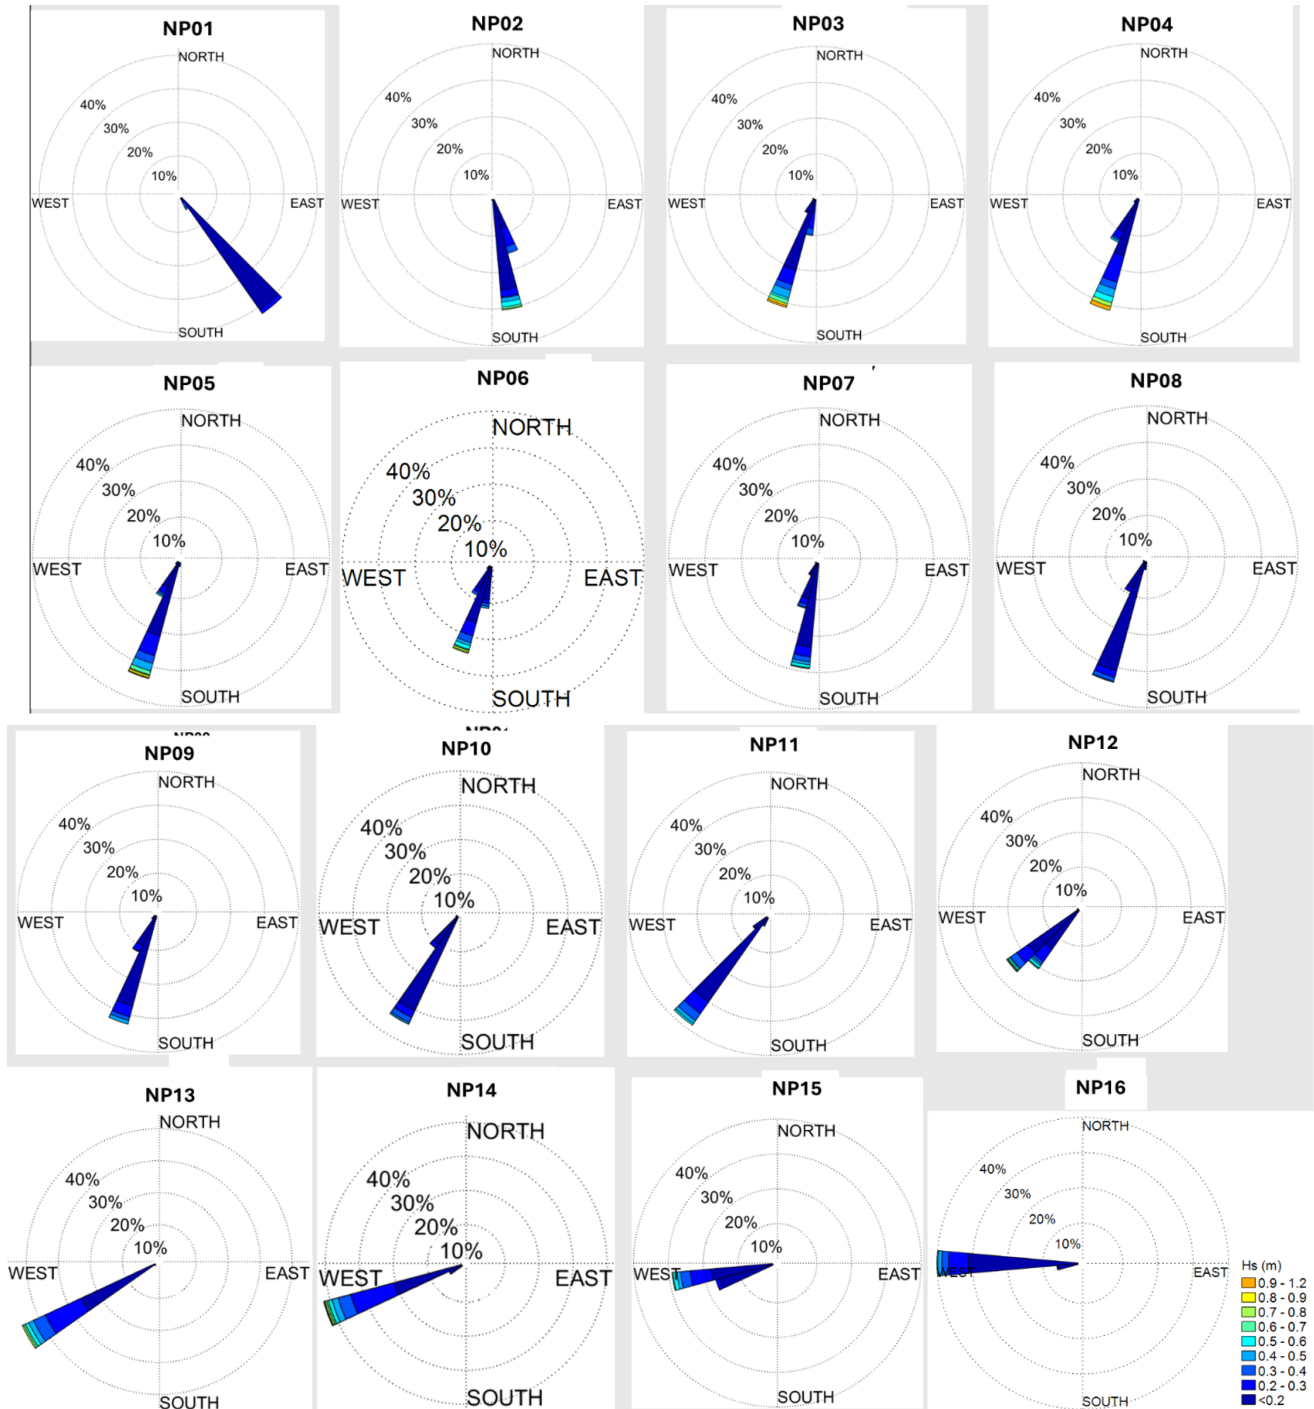 NP01
NORTH
40%
30%
20%
10%
WEST
EAST
SOUTH
NP02
NORTH
40%
30%
20%
10%
WEST
EAST
SOUTH
NP03
NORTH
40%
30%
20%
10%
WEST
EAST
SOUTH
NP04
NORTH
40%
30%
20%
10%
WEST
EAST
SOUTH
NP05
NORTH
40%
30%
20%
10%
WEST
EAST
SOUTH
NP06
NORTH
40%
30%
20%
10%
WEST
EAST
SOUTH
NP07
NORTH
40%
30%
20%
10%
WEST
EAST
SOUTH
NP08
NORTH
40%
30%
20%
10%
WEST
EAST
SOUTH
NP09
NORTH
40%
30%
20%
10%
WEST
EAST
SOUTH
NP10
NORTH
40%
30%
20%
10%
WEST
EAST
SOUTH
NP11
NORTH
40%
30%
20%
10%
WEST
EAST
SOUTH
NP12
NORTH
40%
30%
20%
10%
WEST
EAST
SOUTH
NP13
NORTH
40%
30%
20%
10%
WEST
EAST
SOUTH
NP14
NORTH
40%
30%
20%
10%
WEST
EAST
SOUTH
NP15
NORTH
40%
30%
20%
10%
WEST
EAST
SOUTH
NP16
NORTH
40%
30%
20%
10%
WEST
EAST
SOUTH
Hs (m)
0.9 - 1.2
0.8 - 0.9
0.7 - 0.8
0.6 - 0.7
0.5 - 0.6
0.4 - 0.5
0.3 - 0.4
0.2 - 0.3
<0.2